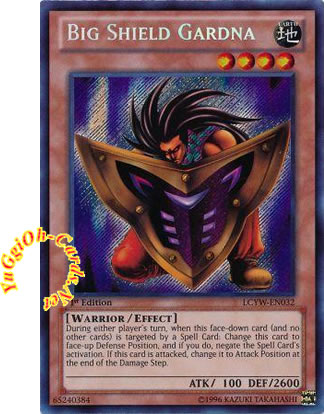 BIG SHIELD GARDNA
EARTH
地
YuGgiOh-Cards.Net
1st Edition
LCYW-EN032
[WARRIOR / EFFECT]
During either player's turn, when this face-down card (and no
other cards) is targeted by a Spell Card: Change this card to
face-up Defense Position, and if you do, negate the Spell Card's
activation. If this card is attacked, change it to Attack Position at
the end of the Damage Step.
ATK/ 100 DEF/2600
65240384
©1996 KAZUKI TAKAHASHI